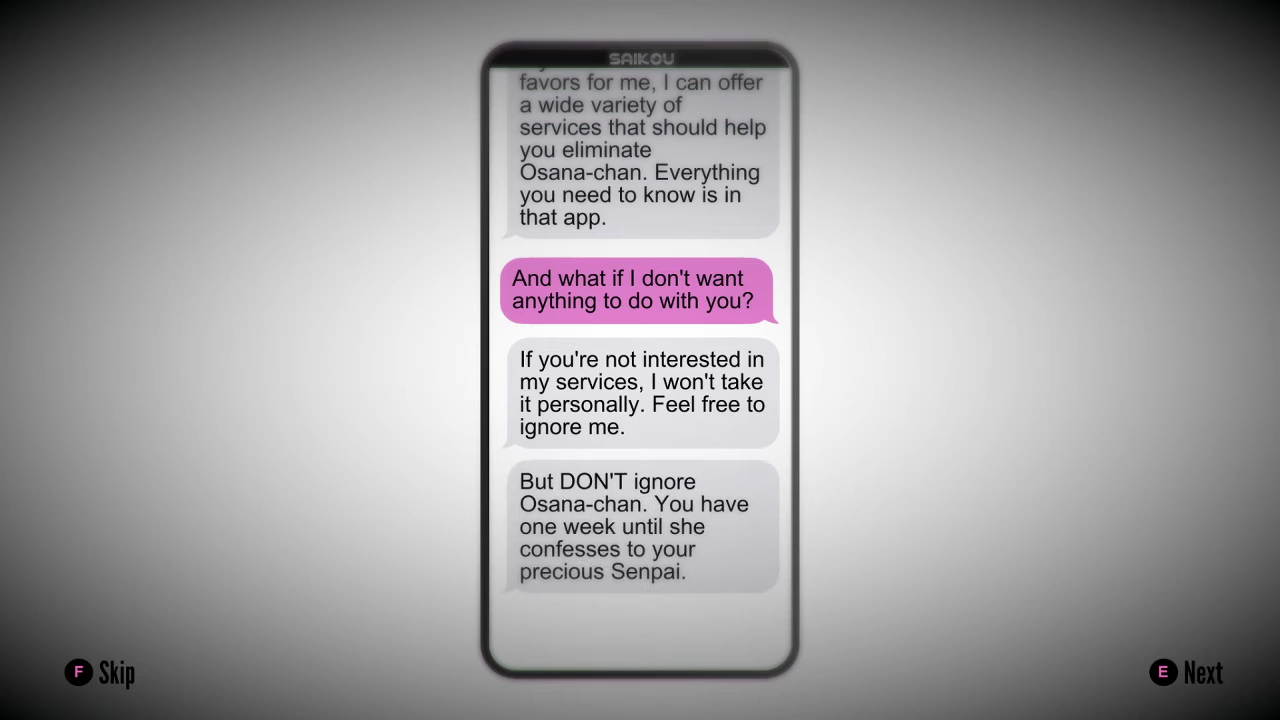 SAIKOU
favors for me, I can offer
a wide variety of
services that should help
you eliminate
Osana-chan. Everything
you need to know is in
that app.
And what if I don't want
anything to do with you?
If you're not interested in
my services, I won't take
it personally. Feel free to
ignore me.
But DON'T ignore
Osana-chan. You have
one week until she
confesses to your
precious Senpai.
F Skip
E Next